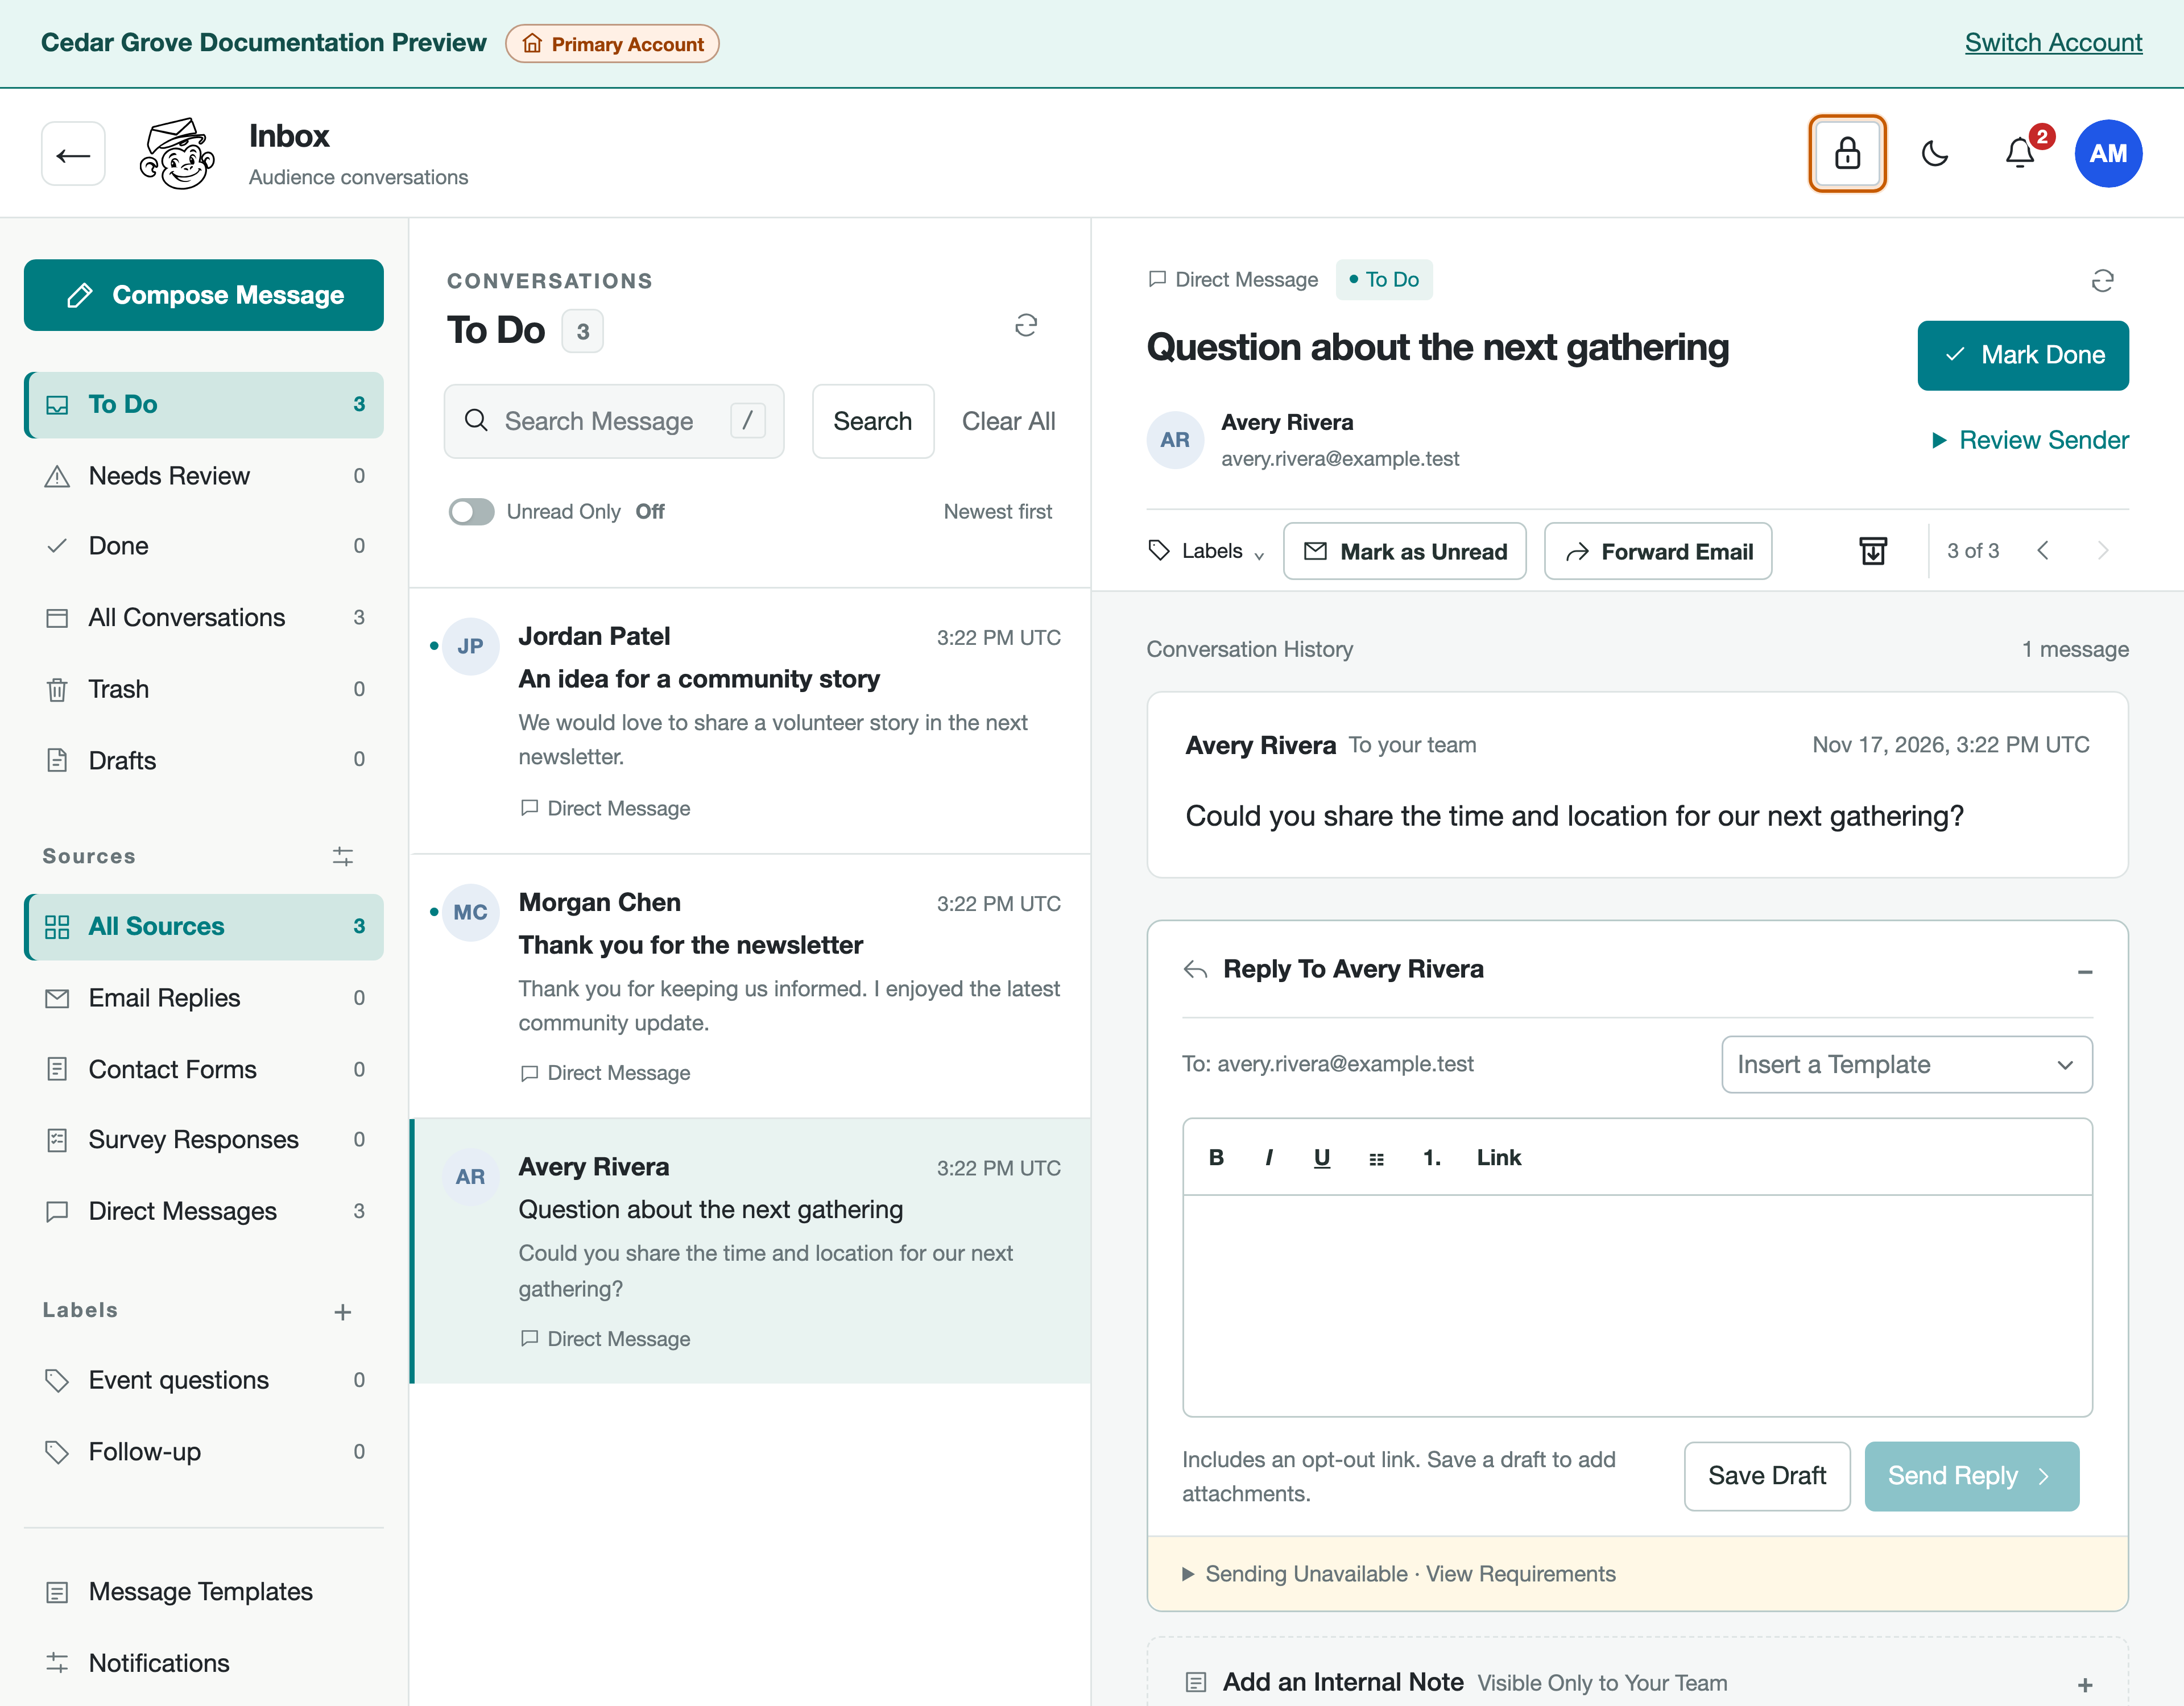 Cedar Grove Documentation Preview
Primary Account
Switch Account
Inbox
Audience conversations
2
AM
Compose Message
To Do 3
Needs Review 0
Done 0
All Conversations 3
Trash 0
Drafts 0
Sources
All Sources 3
Email Replies 0
Contact Forms 0
Survey Responses 0
Direct Messages 3
Labels +
Event questions 0
Follow-up 0
Message Templates
Notifications
CONVERSATIONS
To Do 3
Search Message /
Search
Clear All
Unread Only Off
Newest first
JP
Jordan Patel 3:22 PM UTC
An idea for a community story
We would love to share a volunteer story in the next
newsletter.
Direct Message
MC
Morgan Chen 3:22 PM UTC
Thank you for the newsletter
Thank you for keeping us informed. I enjoyed the latest
community update.
Direct Message
AR
Avery Rivera 3:22 PM UTC
Question about the next gathering
Could you share the time and location for our next
gathering?
Direct Message
Direct Message • To Do
Question about the next gathering
Mark Done
AR
Avery Rivera
avery.rivera@example.test
Review Sender
Labels
Mark as Unread
Forward Email
3 of 3
Conversation History 1 message
Avery Rivera To your team Nov 17, 2026, 3:22 PM UTC
Could you share the time and location for our next gathering?
Reply To Avery Rivera –
To: avery.rivera@example.test
Insert a Template
B I U 1. Link
Includes an opt-out link. Save a draft to add
attachments.
Save Draft
Send Reply
Sending Unavailable · View Requirements
Add an Internal Note Visible Only to Your Team +